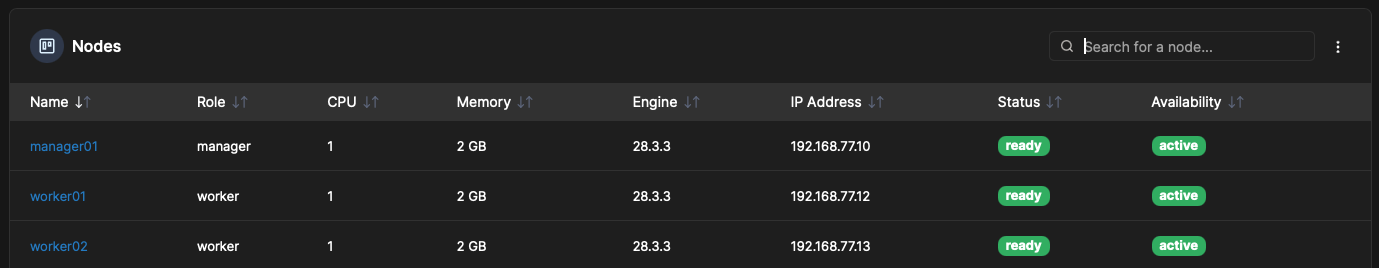 Nodes
Search for a node...
Name Role CPU Memory Engine IP Address Status Availability
manager01 manager 1 2 GB 28.3.3 192.168.77.10 ready active
worker01 worker 1 2 GB 28.3.3 192.168.77.12 ready active
worker02 worker 1 2 GB 28.3.3 192.168.77.13 ready active